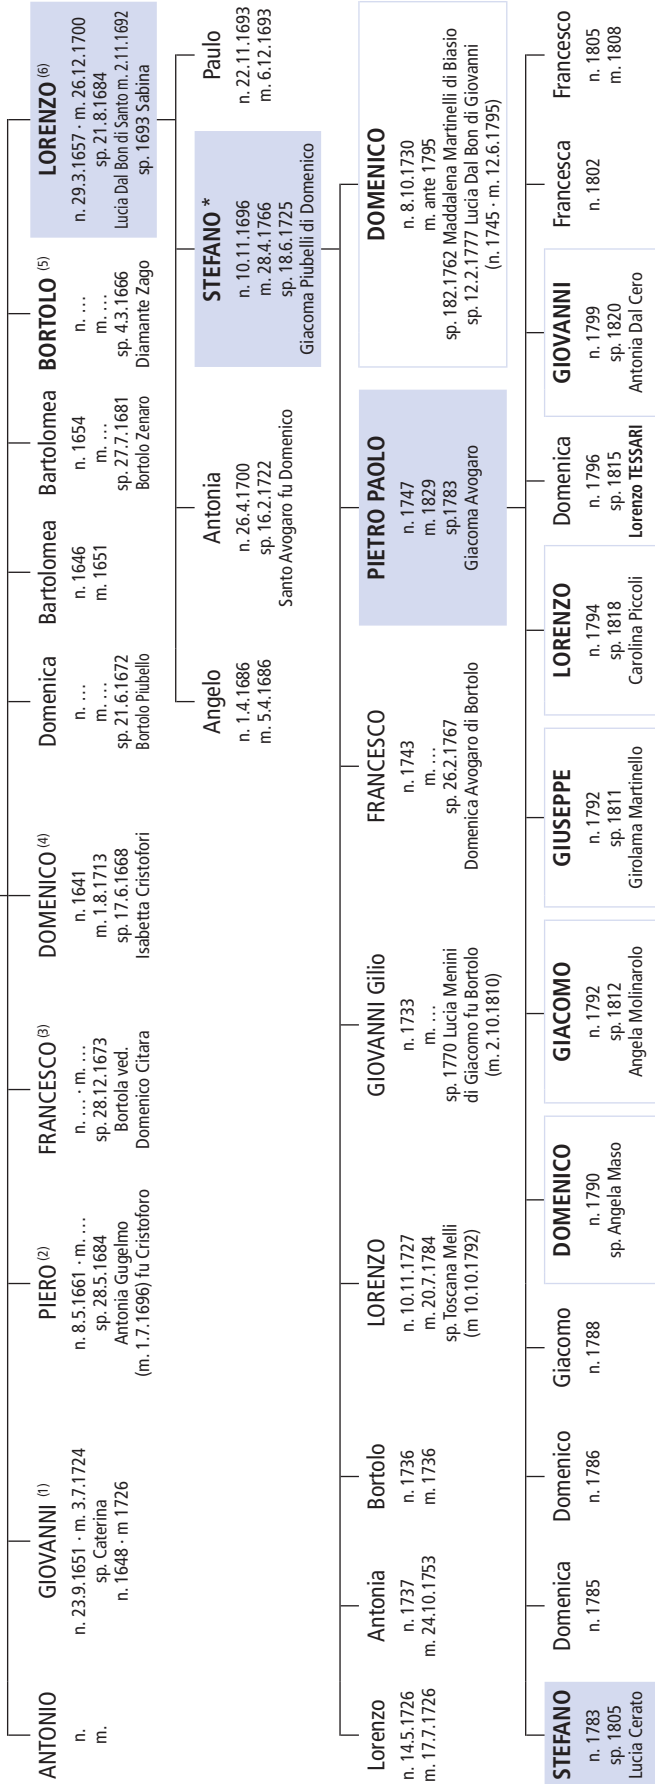 ANTONIO
n.
m.
GIOVANNI (1)
n. 23.9.1651 · m. 3.7.1724
sp. Caterina
n. 1648 · m 1726
PIERO (2)
n. 8.5.1661 · m. ...
sp. 28.5.1684
Antonia Gugelmo
(m. 1.7.1696) fu Cristoforo
FRANCESCO (3)
n. ... · m. ...
sp. 28.12.1673
Bortola ved.
Domenico Citara
DOMENICO (4)
n. 1641
m. 1.8.1713
sp. 17.6.1668
Isabetta Cristofori
Domenica
n. ...
m. ...
sp. 21.6.1672
Bortolo Piubello
Bartolomea
n. 1646
m. 1651
Bartolomea
n. 1654
m. ...
sp. 27.7.1681
Bortolo Zenaro
BORTOLO (5)
n. ...
m. ...
sp. 4.3.1666
Diamante Zago
LORENZO (6)
n. 29.3.1657 · m. 26.12.1700
sp. 21.8.1684
Lucia Dal Bon di Santo m. 2.11.1692
sp. 1693 Sabina
Angelo
n. 1.4.1686
m. 5.4.1686
Antonia
n. 26.4.1700
sp. 16.2.1722
Santo Avogaro fu Domenico
STEFANO *
n. 10.11.1696
m. 28.4.1766
sp. 18.6.1725
Giacoma Piubelli di Domenico
Paulo
n. 22.11.1693
m. 6.12.1693
Lorenzo
n. 14.5.1726
m. 17.7.1726
Antonia
n. 1737
m. 24.10.1753
Bortolo
n. 1736
m. 1736
LORENZO
n. 10.11.1727
m. 20.7.1784
sp. Toscana Melli
(m 10.10.1792)
GIOVANNI Gilio
n. 1733
m. ...
sp. 1770 Lucia Menini
di Giacomo fu Bortolo
(m. 2.10.1810)
FRANCESCO
n. 1743
m. ...
sp. 26.2.1767
Domenica Avogaro di Bortolo
PIETRO PAOLO
n. 1747
m. 1829
sp.1783
Giacoma Avogaro
DOMENICO
n. 8.10.1730
m. ante 1795
sp. 182.1762 Maddalena Martinelli di Biasio
sp. 12.2.1777 Lucia Dal Bon di Giovanni
(n. 1745 · m. 12.6.1795)
STEFANO
n. 1783
sp. 1805
Lucia Cerato
Domenica
n. 1785
Domenico
n. 1786
Giacomo
n. 1788
DOMENICO
n. 1790
sp. Angela Maso
GIACOMO
n. 1792
sp. 1812
Angela Molinarolo
GIUSEPPE
n. 1792
sp. 1811
Girolama Martinello
LORENZO
n. 1794
sp. 1818
Carolina Piccoli
Domenica
n. 1796
sp. 1815
Lorenzo TESSARI
GIOVANNI
n. 1799
sp. 1820
Antonia Dal Cero
Francesca
n. 1802
Francesco
n. 1805
m. 1808